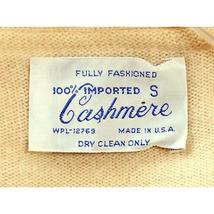 FULLY FASHIONED
100% IMPORTED S
Cashmere
WPL-12769 MADE IN U.S.A.
DRY CLEAN ONLY